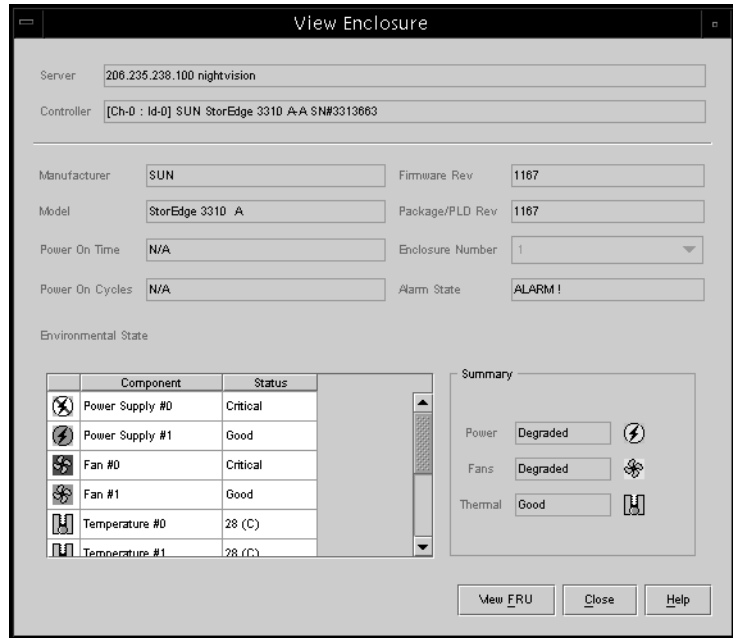 View Enclosure
Server 206.235.238.100 nightvision
Controller [Ch-0 : Id-0] SUN StorEdge 3310 A-A SN#3313663
Manufacturer SUN Firmware Rev 1167
Model StorEdge 3310 A Package/PLD Rev 1167
Power On Time N/A Enclosure Number 1
Power On Cycles N/A Alarm State ALARM !
Environmental State
Component Status
Power Supply #0 Critical
Power Supply #1 Good
Fan #0 Critical
Fan #1 Good
Temperature #0 28 (C)
Temperature #1 28 (C)
Summary
Power Degraded
Fans Degraded
Thermal Good
View FRU Close Help